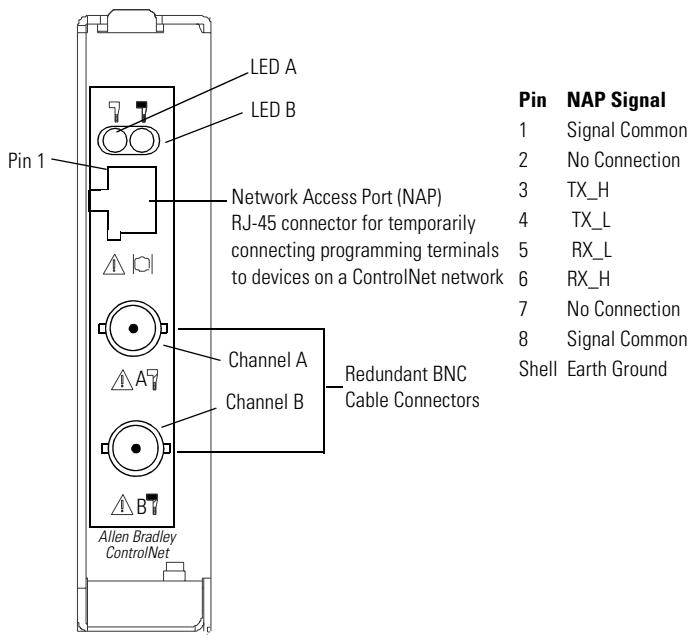 LED A
LED B
Pin 1
Network Access Port (NAP)
RJ-45 connector for temporarily
connecting programming terminals
to devices on a ControlNet network
Channel A
A
Channel B
Redundant BNC
Cable Connectors
B
Allen Bradley
ControlNet
Pin NAP Signal
1 Signal Common
2 No Connection
3 TX_H
4 TX_L
5 RX_L
6 RX_H
7 No Connection
8 Signal Common
Shell Earth Ground